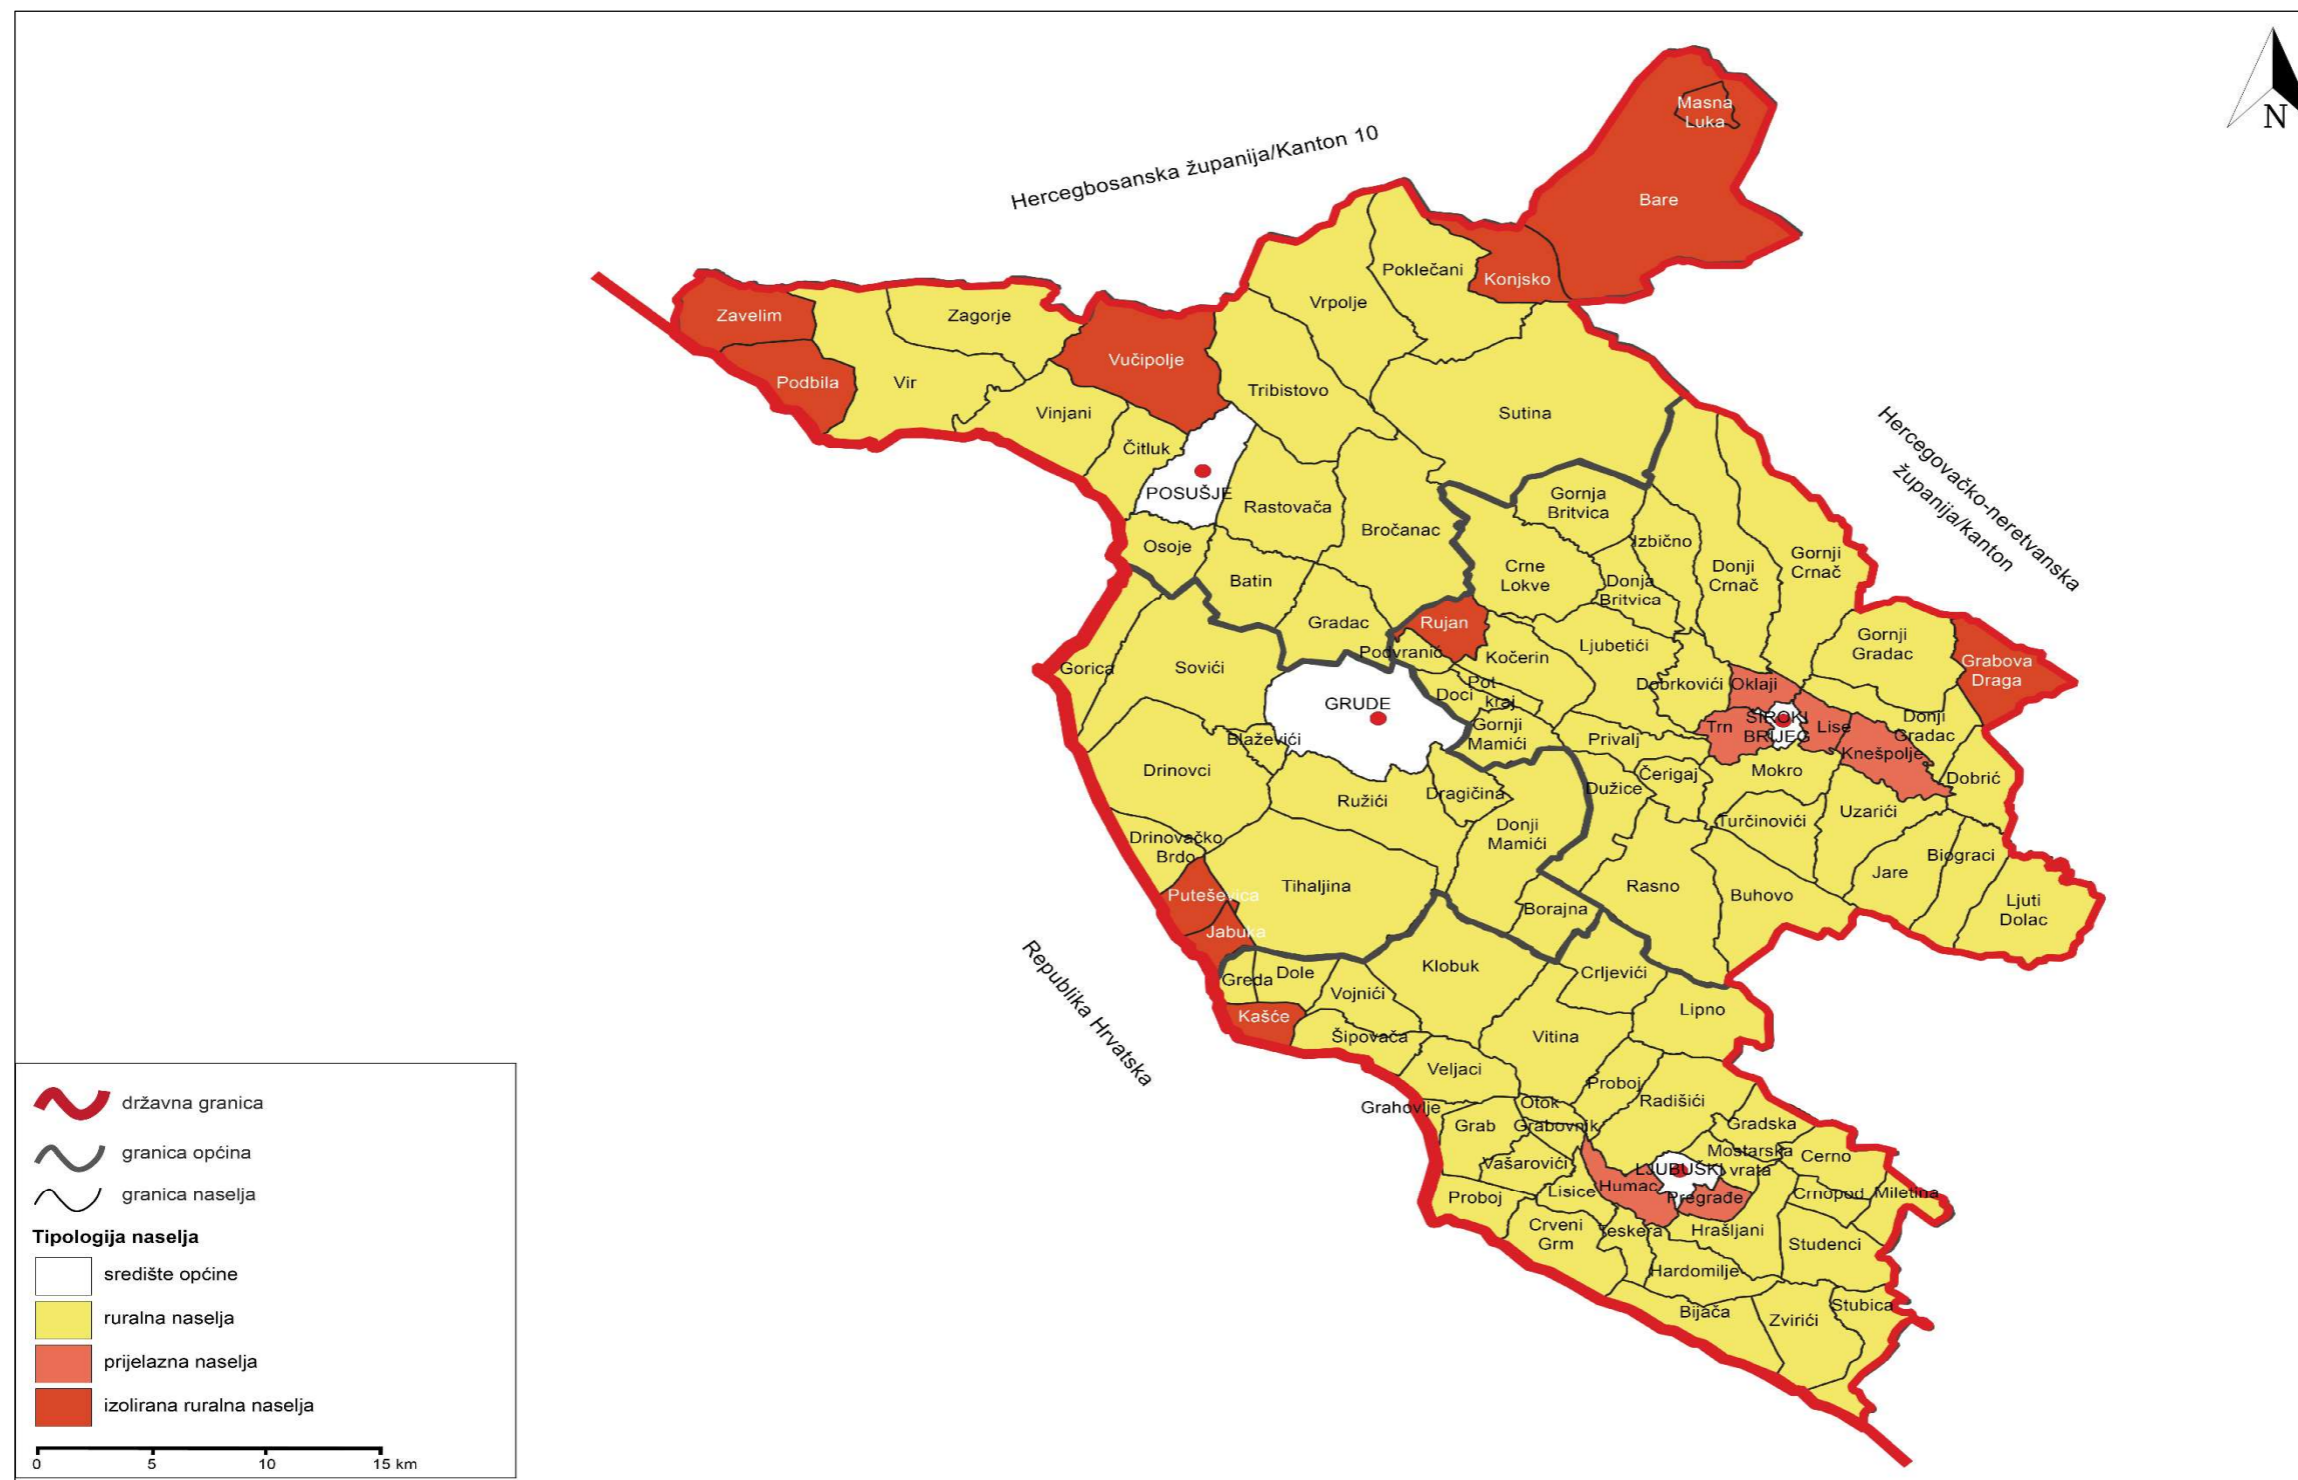 Masna
Luka
Hercegbosanska županija/Kanton 10
Bare
Poklečani
Konjsko
Vrpolje
Zavelim
Zagorje
Vučipolje
Podbila
Vir
Tribistovo
Vinjani
Sutina
Hercegovačko-neretvanska
županija/kanton
Čitluk
POSUŠJE
Rastovača
Gornja
Britvica
Bročanac
Osoje
Izbično
Gornji
Crnač
Crne
Lokve
Donji
Crnač
Batin
Donja
Britvica
Gradac
Rujan
Gornji
Gradac
Podvranić
Kočerin
Ljubetići
Grabova
Draga
Gorica
Sovići
Pot-
kraj
Doci
Dobrkovići
Oklaji
GRUDE
Gornji
Mamići
Trn
ŠIROKI
BRIJEG
Lise
Donji
Gradac
Blaževići
Privalj
Knešpolje
Drinovci
Čerigaj
Mokro
Dobrić
Dužice
Dragičina
Ružići
Uzarići
Turčinovići
Donji
Mamići
Drinovačko
Brdo
Biograci
Jare
Tihaljina
Rasno
Buhovo
Puteševica
Borajna
Ljuti
Dolac
Jabuka
Republika Hrvatska
Klobuk
Crljevići
Greda
Dole
Vojnići
Lipno
Kašće
Šipovača
Vitina
Veljaci
Proboj
Radišići
Grahovlje
Otok
Grab
Grabovnik
Gradska
Mostarska
vrata
Cerno
Vašarovići
LJUBUŠKI
Humac
Pregrađe
Lisice
Proboj
Crnopod
Miletina
Crveni
Grm
Teskera
Hrašljani
Studenci
Hardomilje
Bijača
Zvirići
Stubica
N
državna granica
granica općina
granica naselja
Tipologija naselja
središte općine
ruralna naselja
prijelazna naselja
izolirana ruralna naselja
0 5 10 15 km